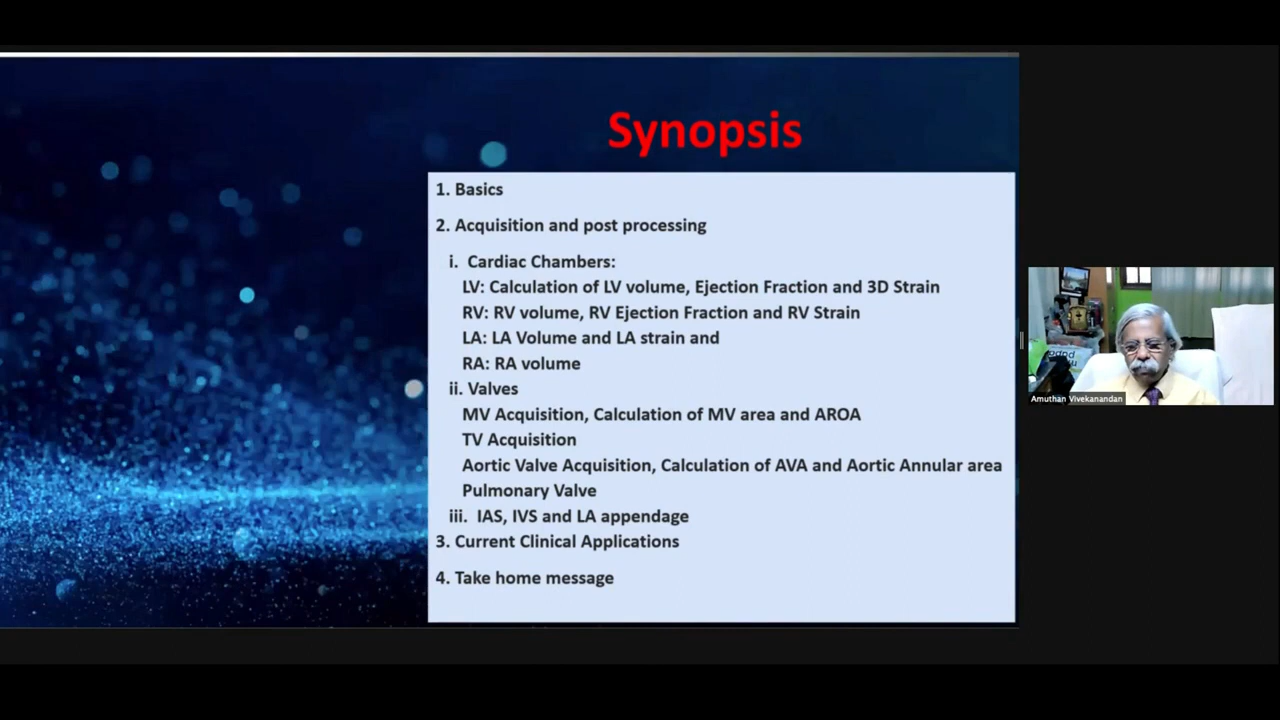 Synopsis
1. Basics
2. Acquisition and post processing
i. Cardiac Chambers:
LV: Calculation of LV volume, Ejection Fraction and 3D Strain
RV: RV volume, RV Ejection Fraction and RV Strain
LA: LA Volume and LA strain and
RA: RA volume
ii. Valves
MV Acquisition, Calculation of MV area and AROA
TV Acquisition
Aortic Valve Acquisition, Calculation of AVA and Aortic Annular area
Pulmonary Valve
iii. IAS, IVS and LA appendage
3. Current Clinical Applications
4. Take home message
Amuthan Vivekanandan